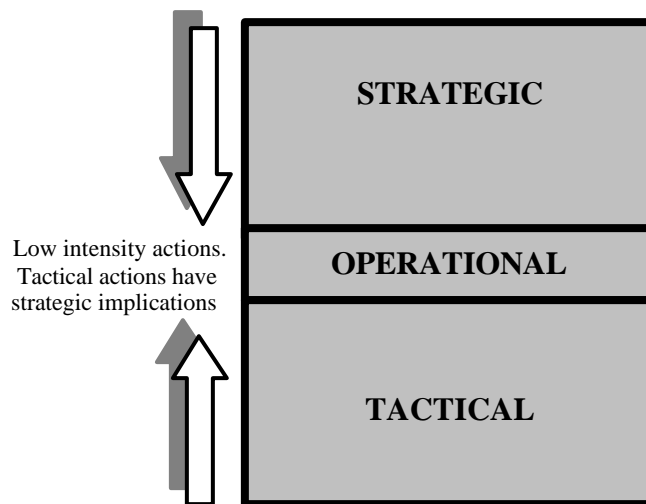 STRATEGIC
Low intensity actions.
Tactical actions have
strategic implications
OPERATIONAL
TACTICAL